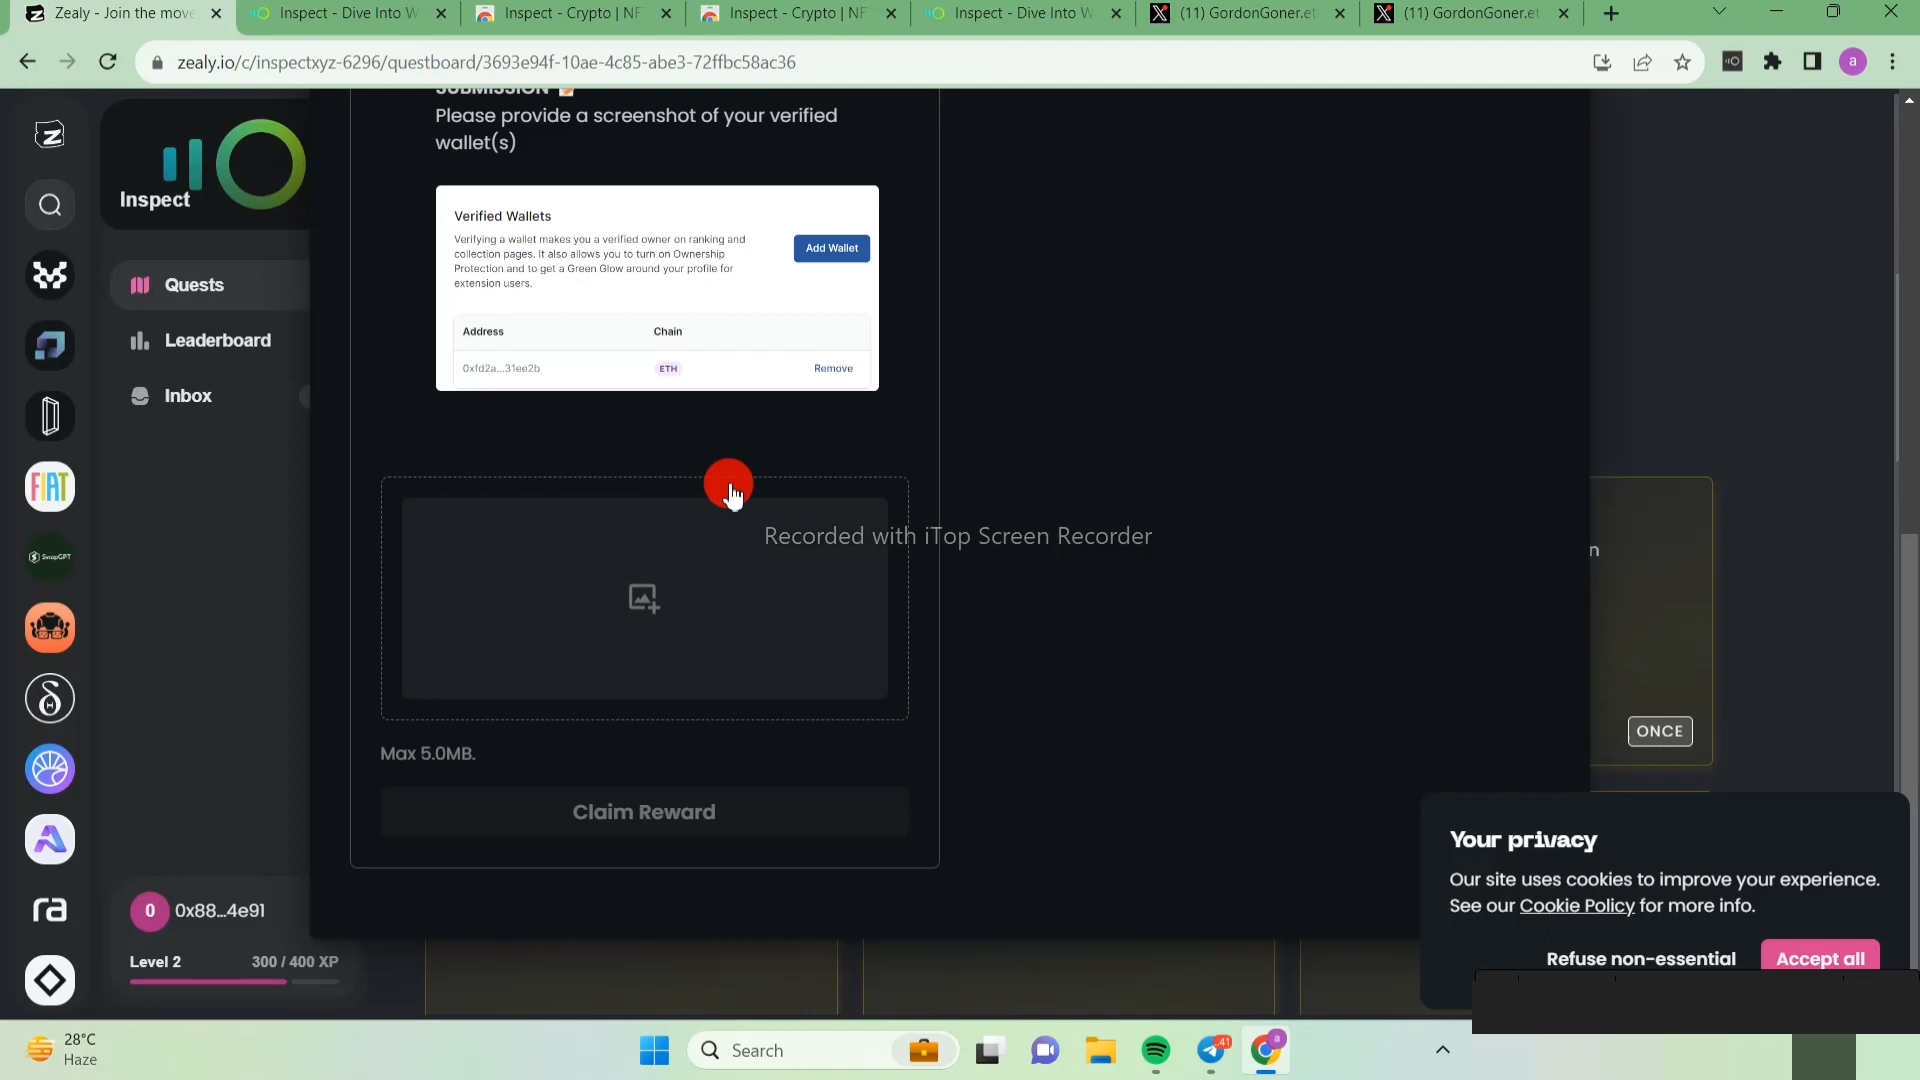 Zealy - Join the move
Inspect - Dive Into W
Inspect - Crypto | NF
Inspect - Crypto | NF
Inspect - Dive Into W
(11) GordonGoner.et
(11) GordonGoner.et
zealy.io/c/inspectxyz-6296/questboard/3693e94f-10ae-4c85-abe3-72ffbc58ac36
a
Inspect
Quests
Leaderboard
Inbox
FIAT
SwapGPT
ra
0
0x88...4e91
Level 2
300 / 400 XP
SUBMISSION
Please provide a screenshot of your verified
wallet(s)
Verified Wallets
Verifying a wallet makes you a verified owner on ranking and
collection pages. It also allows you to turn on Ownership
Protection and to get a Green Glow around your profile for
extension users.
Add Wallet
Address
Chain
0xfd2a...31ee2b
ETH
Remove
Recorded with iTop Screen Recorder
Max 5.0MB.
Claim Reward
n
ONCE
Your privacy
Our site uses cookies to improve your experience.
See our Cookie Policy for more info.
Refuse non-essential
Accept all
28°C
Haze
Search
41
a